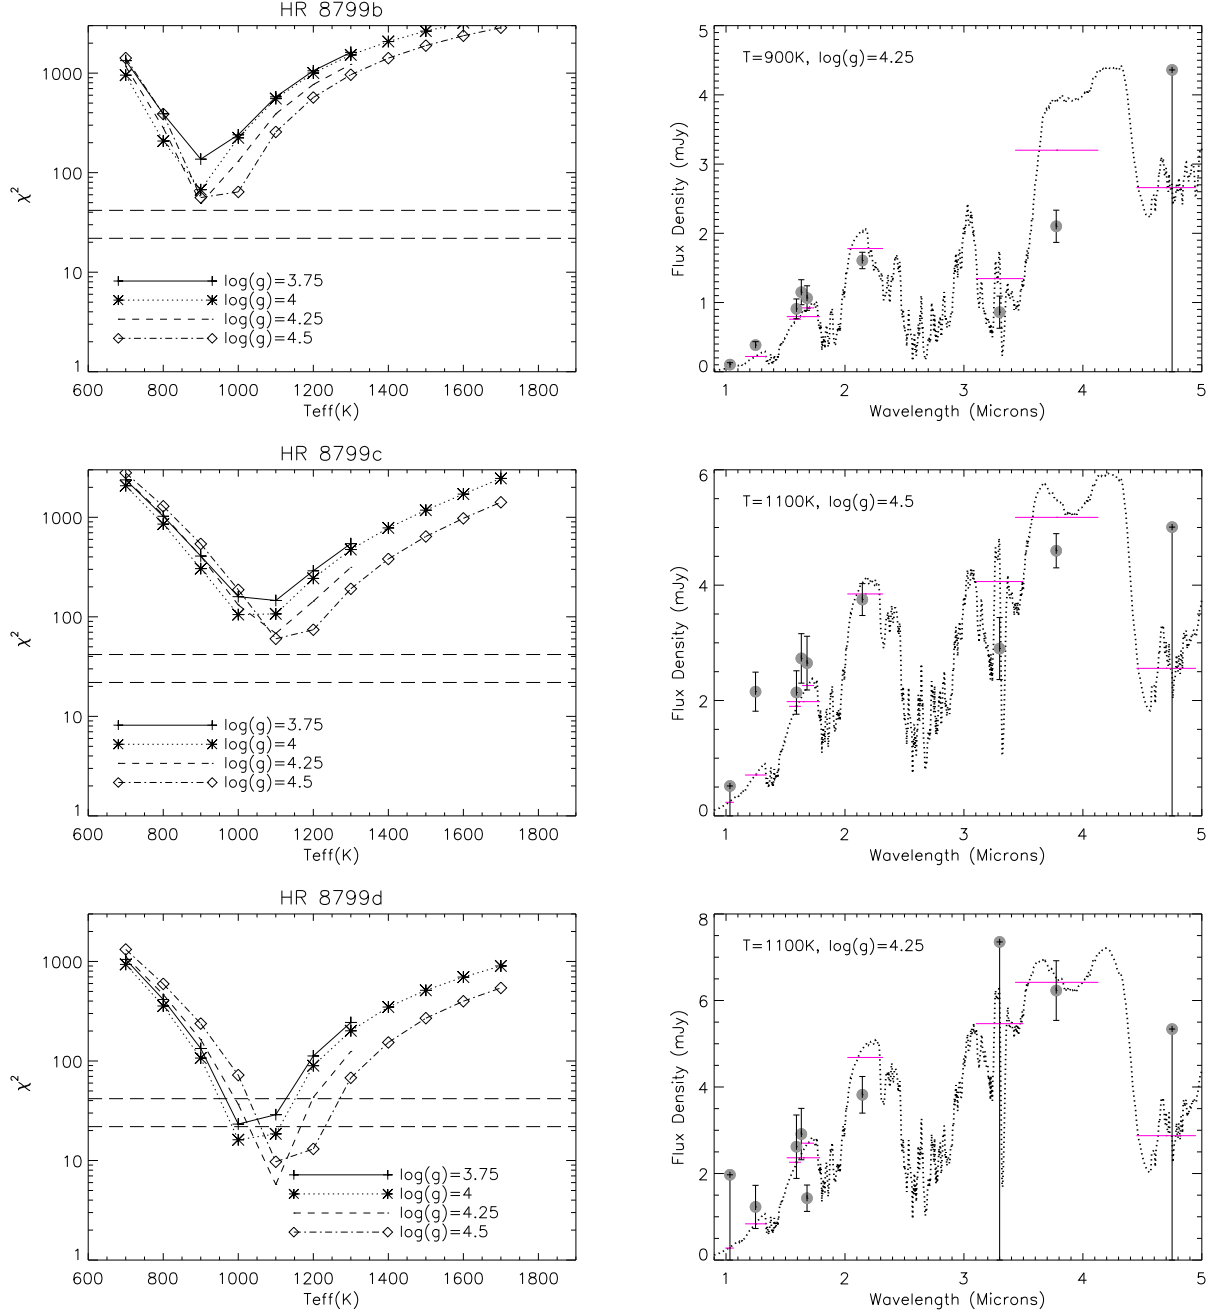 HR 8799b
1000
100
10
1
χ²
log(g)=3.75
log(g)=4
log(g)=4.25
log(g)=4.5
600 800 1000 1200 1400 1600 1800
Teff(K)
T=900K, log(g)=4.25
5
4
3
2
1
0
Flux Density (mJy)
1 2 3 4 5
Wavelength (Microns)
HR 8799c
1000
100
10
1
χ²
log(g)=3.75
log(g)=4
log(g)=4.25
log(g)=4.5
600 800 1000 1200 1400 1600 1800
Teff(K)
T=1100K, log(g)=4.5
6
4
2
0
Flux Density (mJy)
1 2 3 4 5
Wavelength (Microns)
HR 8799d
1000
100
10
1
χ²
log(g)=3.75
log(g)=4
log(g)=4.25
log(g)=4.5
600 800 1000 1200 1400 1600 1800
Teff(K)
T=1100K, log(g)=4.25
8
6
4
2
0
Flux Density (mJy)
1 2 3 4 5
Wavelength (Microns)